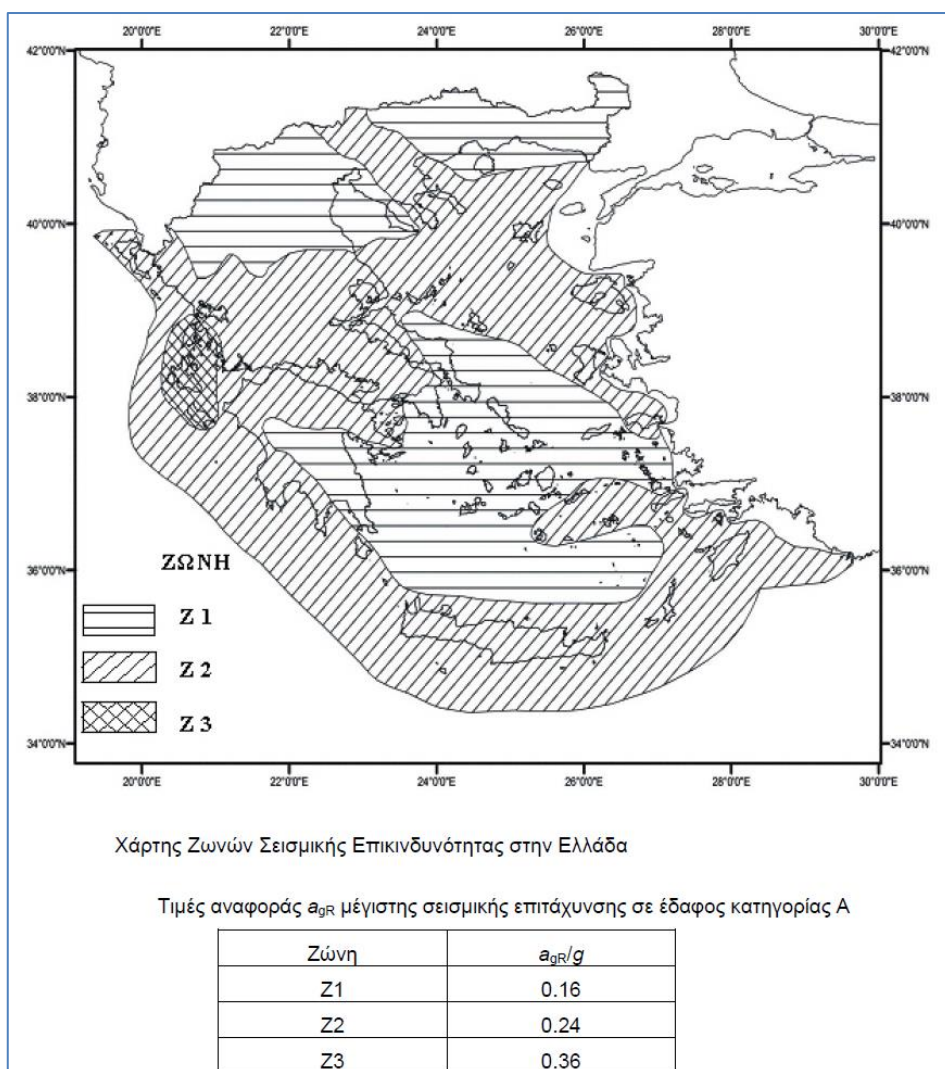 20°0'0"E 22°0'0"E 24°0'0"E 26°0'0"E 28°0'0"E 30°0'0"E
42°0'0"N 42°0'0"N
40°0'0"N 40°0'0"N
38°0'0"N 38°0'0"N
36°0'0"N 36°0'0"N
ΖΩΝΗ
Z 1
Z 2
Z 3
34°0'0"N 34°0'0"N
20°0'0"E 22°0'0"E 24°0'0"E 26°0'0"E 28°0'0"E 30°0'0"E
Χάρτης Ζωνών Σεισμικής Επικινδυνότητας στην Ελλάδα
Τιμές αναφοράς agR μέγιστης σεισμικής επιτάχυνσης σε έδαφος κατηγορίας Α
Ζώνη agR/g
Z1 0.16
Z2 0.24
Z3 0.36